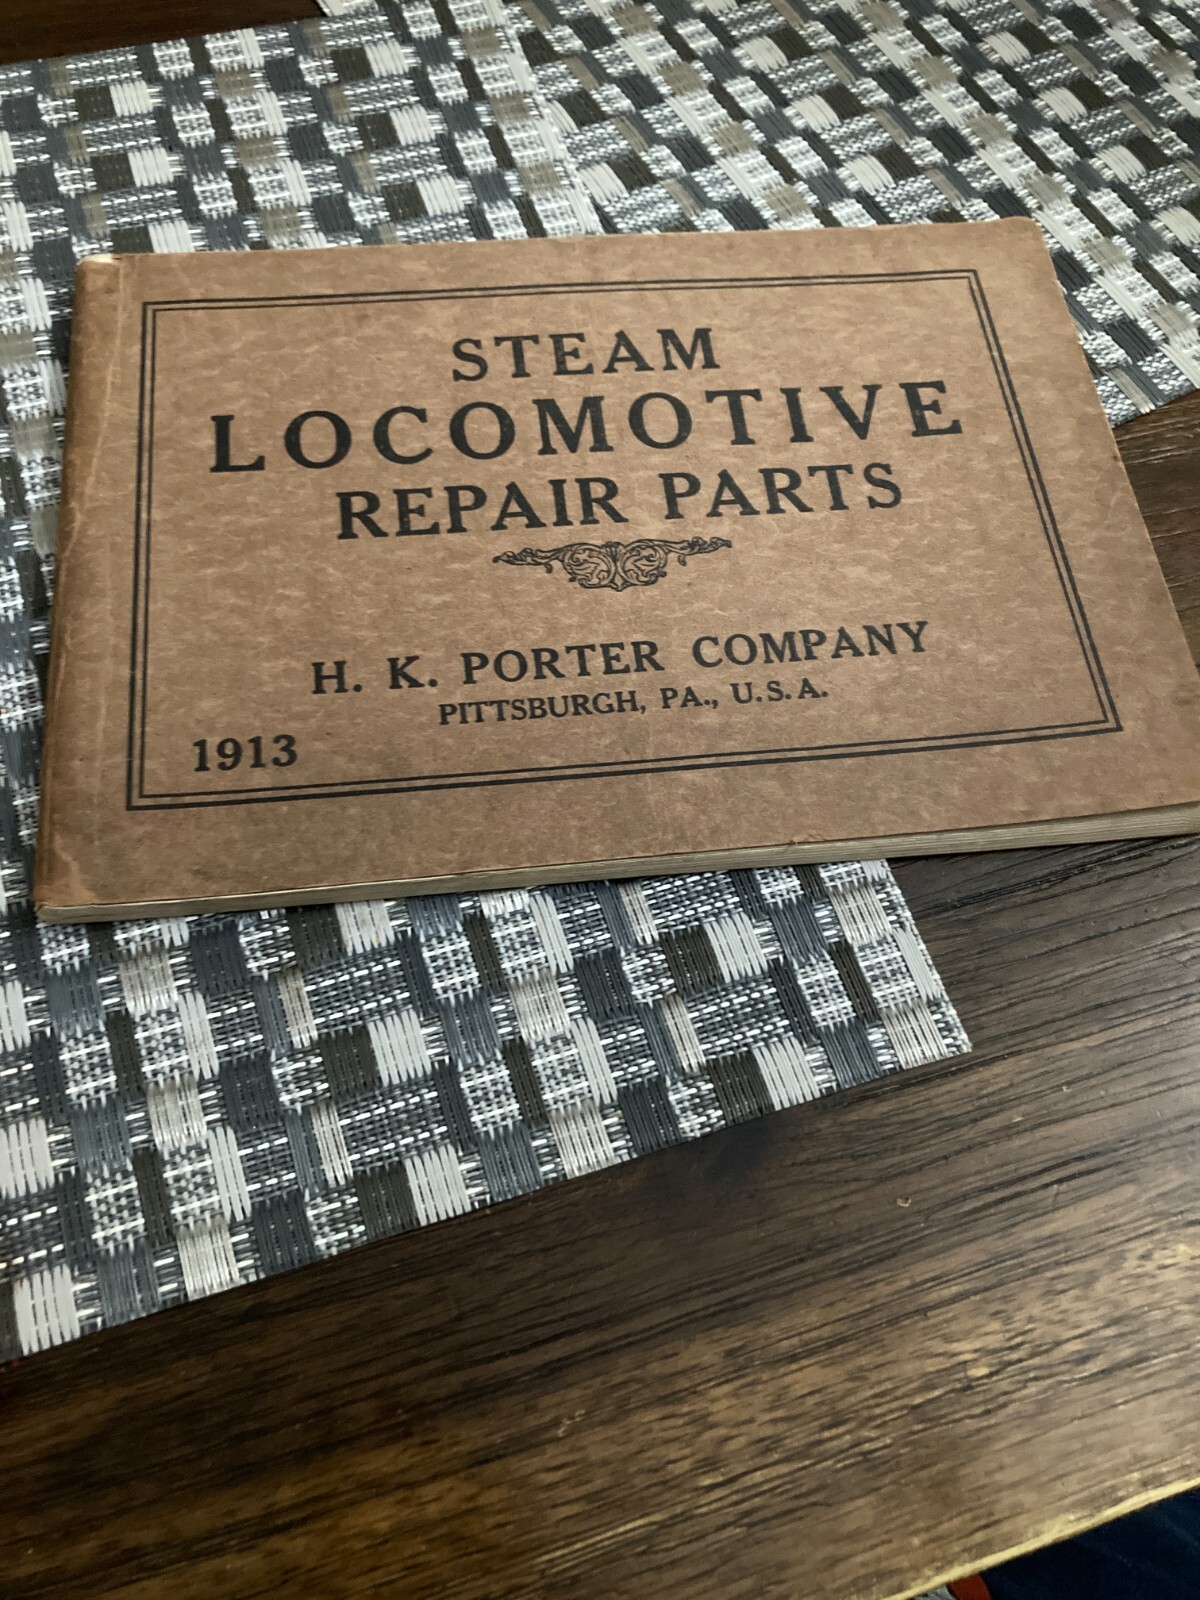 STEAM
LOCOMOTIVE
REPAIR PARTS
H. K. PORTER COMPANY
PITTSBURGH, PA., U.S.A.
1913